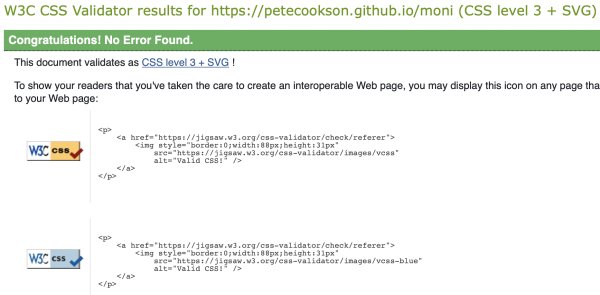 W3C CSS Validator results for https://petecookson.github.io/moni (CSS level 3 + SVG)
Congratulations! No Error Found.
This document validates as CSS level 3 + SVG !
To show your readers that you've taken the care to create an interoperable Web page, you may display this icon on any page tha
to your Web page:
W3C css
<p>
<a href="https://jigsaw.w3.org/css-validator/check/referer">
<img style="border:0;width:88px;height:31px"
src="https://jigsaw.w3.org/css-validator/images/vcss"
alt="Valid CSS!" />
</a>
</p>
W3C css
<p>
<a href="https://jigsaw.w3.org/css-validator/check/referer">
<img style="border:0;width:88px;height:31px"
src="https://jigsaw.w3.org/css-validator/images/vcss-blue"
alt="Valid CSS!" />
</a>
</p>